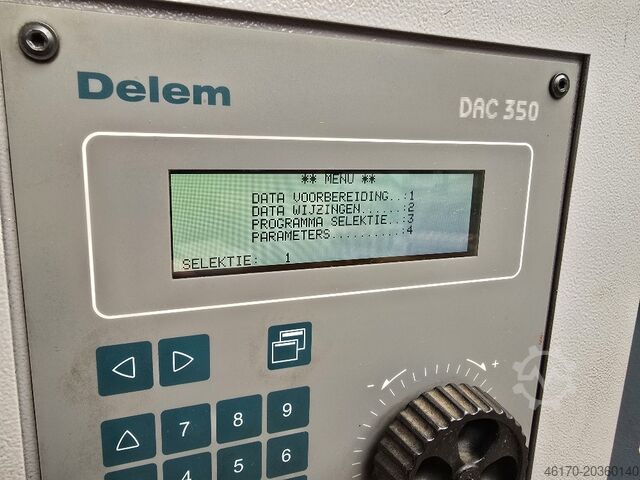 Delem
DAC 350
** MENU **
DATA VOORBEREIDING..:1
DATA WIJZINGEN......:2
PROGRAMMA SELEKTIE..:3
PARAMETERS..........:4
SELEKTIE: 1
- +
7 8 9
4 5 6
46170-20360140